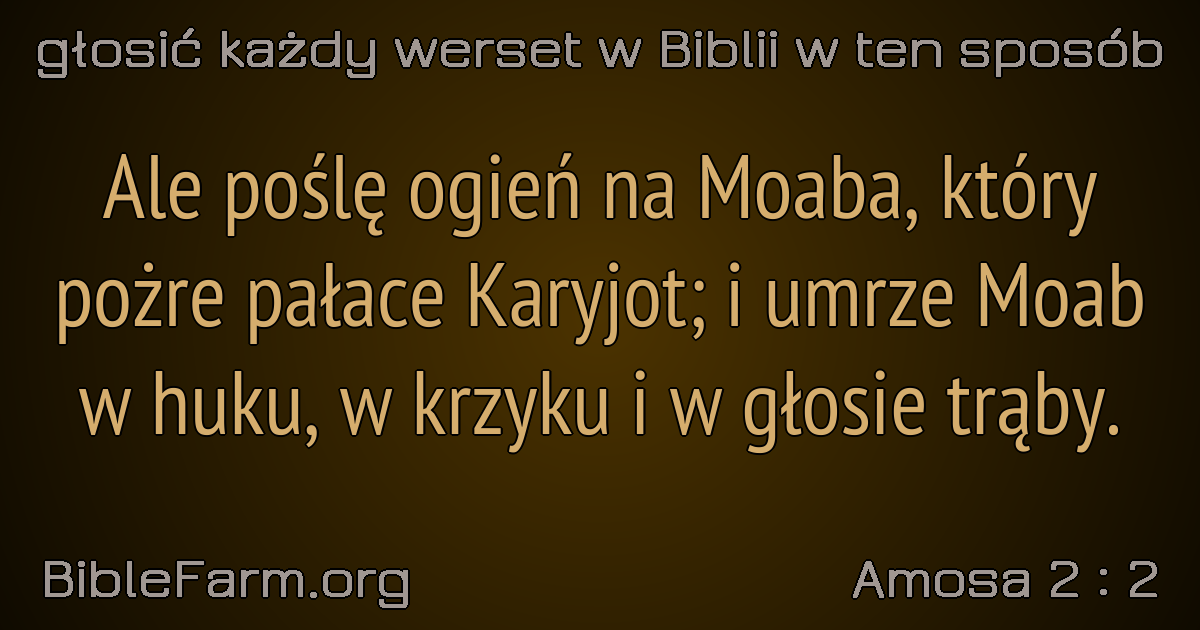 głosić każdy werset w Biblii w ten sposób
Ale poślę ogień na Moaba, który
pożre pałace Karyjot; i umrze Moab
w huku, w krzyku i w głosie trąby.
BibleFarm.org
Amosa 2 : 2